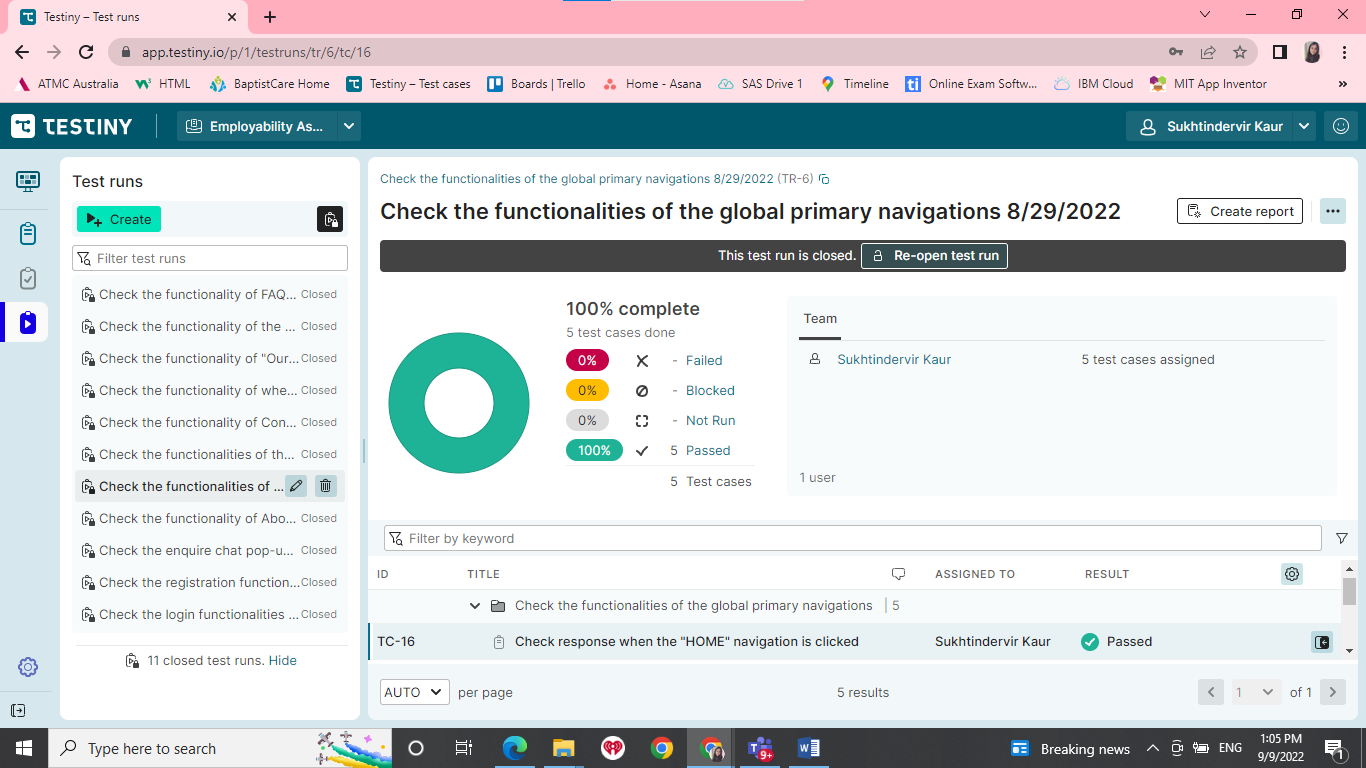 Testiny – Test runs
app.testiny.io/p/1/testruns/tr/6/tc/16
ATMC Australia
HTML
BaptistCare Home
Testiny – Test cases
Boards | Trello
Home - Asana
SAS Drive 1
Timeline
Online Exam Softw...
IBM Cloud
MIT App Inventor
»
TESTINY
Employability As...
Sukhtindervir Kaur
Test runs
Create
Filter test runs
Check the functionality of FAQ... Closed
Check the functionality of the ... Closed
Check the functionality of "Our... Closed
Check the functionality of whe... Closed
Check the functionality of Con... Closed
Check the functionalities of th... Closed
Check the functionalities of ...
Check the functionality of Abo... Closed
Check the enquire chat pop-u... Closed
Check the registration function... Closed
Check the login functionalities ... Closed
11 closed test runs. Hide
Check the functionalities of the global primary navigations 8/29/2022 (TR-6)
Check the functionalities of the global primary navigations 8/29/2022
Create report
This test run is closed. Re-open test run
100% complete
5 test cases done
0% - Failed
0% - Blocked
0% - Not Run
100% 5 Passed
5 Test cases
Team
Sukhtindervir Kaur 5 test cases assigned
1 user
Filter by keyword
ID TITLE ASSIGNED TO RESULT
Check the functionalities of the global primary navigations 5
TC-16 Check response when the "HOME" navigation is clicked Sukhtindervir Kaur Passed
AUTO per page 5 results 1 of 1
Type here to search
9+
Breaking news
ENG
1:05 PM
9/9/2022
1